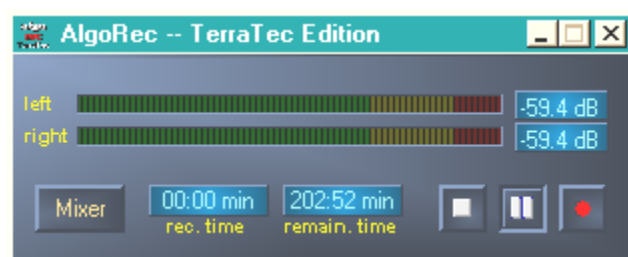 AlgoRec -- TerraTec Edition
left -59.4 dB
right -59.4 dB
Mixer 00:00 min 202:52 min
rec. time remain. time